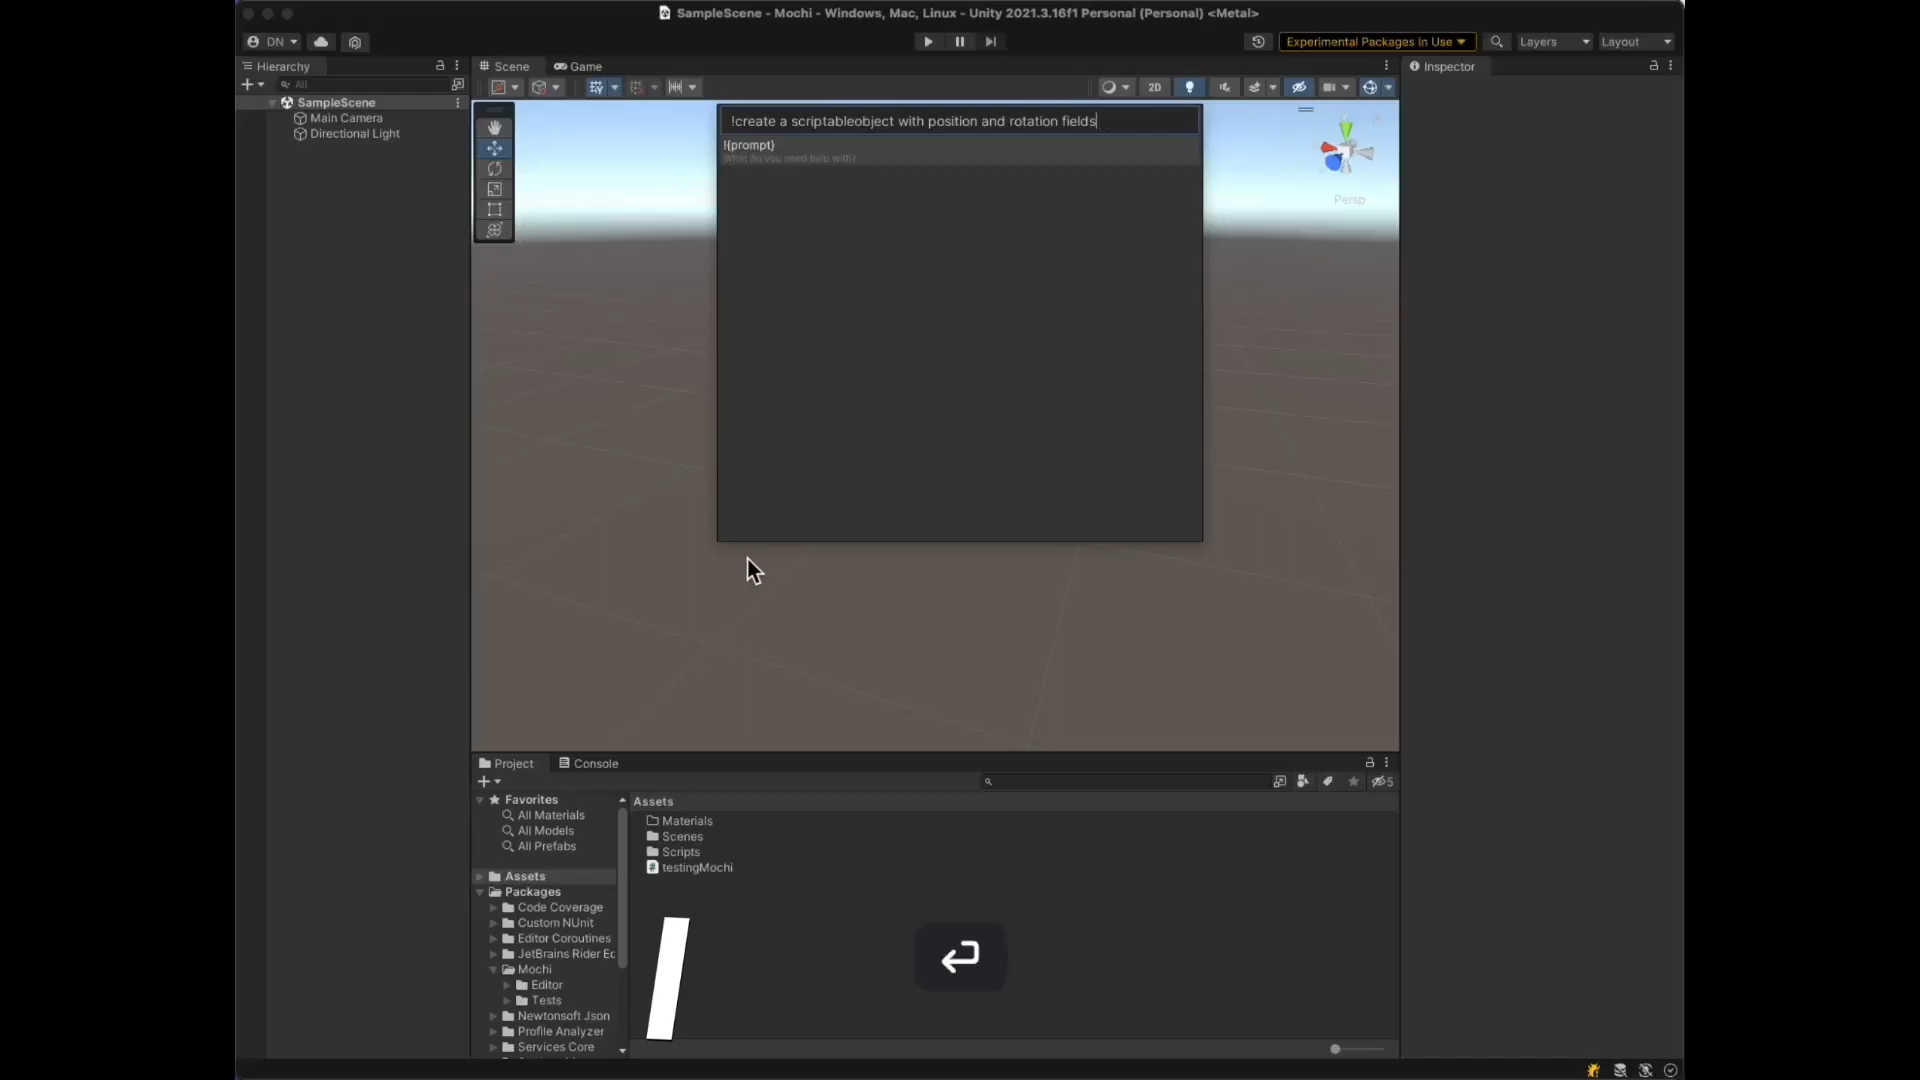 SampleScene - Mochi - Windows, Mac, Linux - Unity 2021.3.16f1 Personal (Personal) <Metal>
DN
Experimental Packages In Use
Layers
Layout
Hierarchy
Scene
Game
Inspector
All
2D
SampleScene
Main Camera
Directional Light
!create a scriptableobject with position and rotation fields
!{prompt}
What do you need help with?
Persp
Project
Console
5
Favorites
All Materials
All Models
All Prefabs
Assets
Packages
Code Coverage
Custom NUnit
Editor Coroutines
JetBrains Rider Ec
Mochi
Editor
Tests
Newtonsoft Json
Profile Analyzer
Services Core
Assets
Materials
Scenes
Scripts
testingMochi